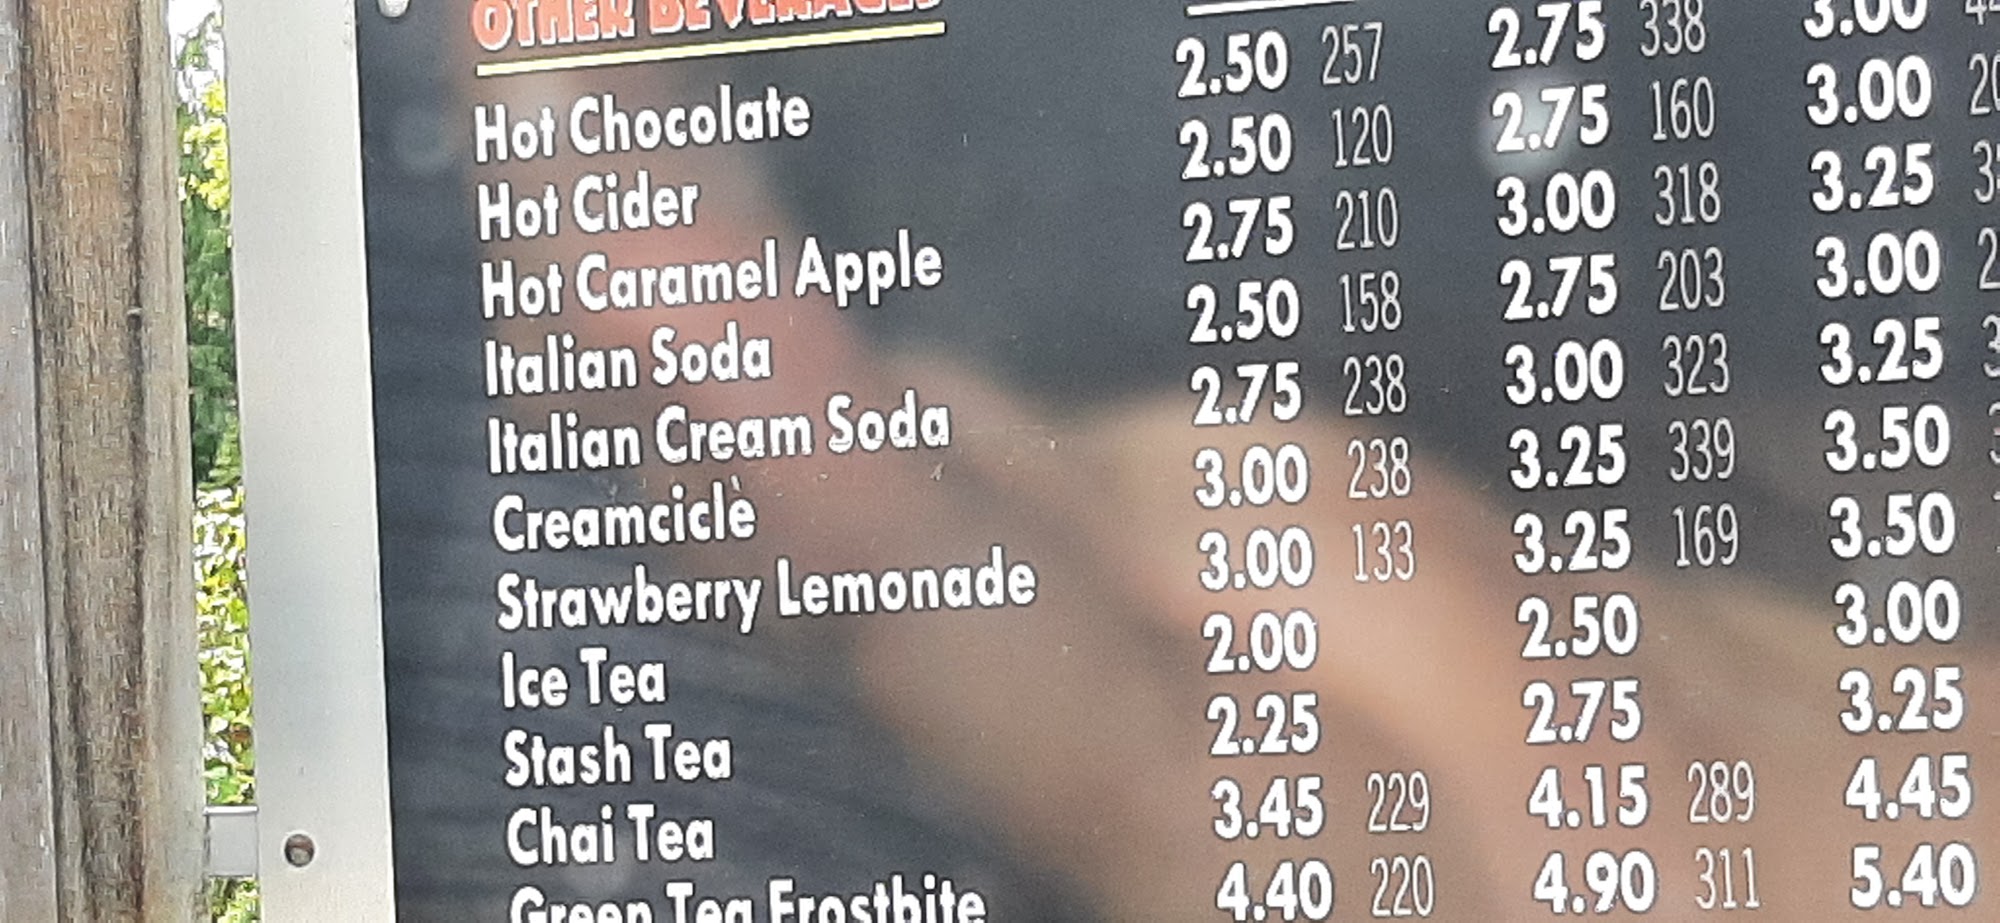 OTHER BEVERAGES
Hot Chocolate 2.50 257 2.75 338 3.00
Hot Cider 2.50 120 2.75 160 3.00
Hot Caramel Apple 2.75 210 3.00 318 3.25
Italian Soda 2.50 158 2.75 203 3.00
Italian Cream Soda 2.75 238 3.00 323 3.25
Creamcicle 3.00 238 3.25 339 3.50
Strawberry Lemonade 3.00 133 3.25 169 3.50
Ice Tea 2.00 2.50 3.00
Stash Tea 2.25 2.75 3.25
Chai Tea 3.45 229 4.15 289 4.45
Green Tea Frostbite 4.40 220 4.90 311 5.40